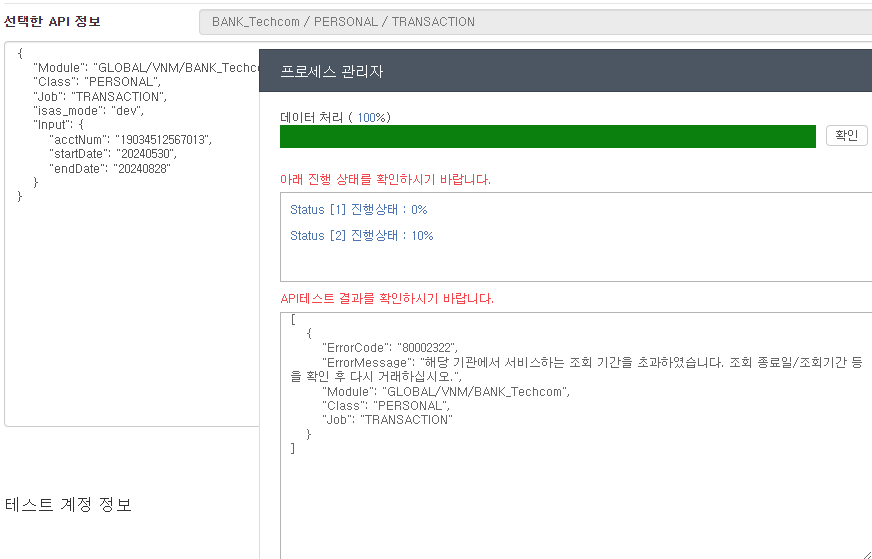 선택한 API 정보
BANK_Techcom / PERSONAL / TRANSACTION
{
"Module": "GLOBAL/VNM/BANK_Techco
"Class": "PERSONAL",
"Job": "TRANSACTION",
"isas_mode": "dev",
"Input": {
"acctNum": "19034512567013",
"startDate": "20240530",
"endDate": "20240828"
}
}
프로세스 관리자
데이터 처리 ( 100%)
확인
아래 진행 상태를 확인하시기 바랍니다.
Status [1] 진행상태 : 0%
Status [2] 진행상태 : 10%
API테스트 결과를 확인하시기 바랍니다.
[
{
"ErrorCode": "80002322",
"ErrorMessage": "해당 기관에서 서비스하는 조회 기간을 초과하였습니다. 조회 종료일/조회기간 등
을 확인 후 다시 거래하십시오.",
"Module": "GLOBAL/VNM/BANK_Techcom",
"Class": "PERSONAL",
"Job": "TRANSACTION"
}
]
테스트 계정 정보